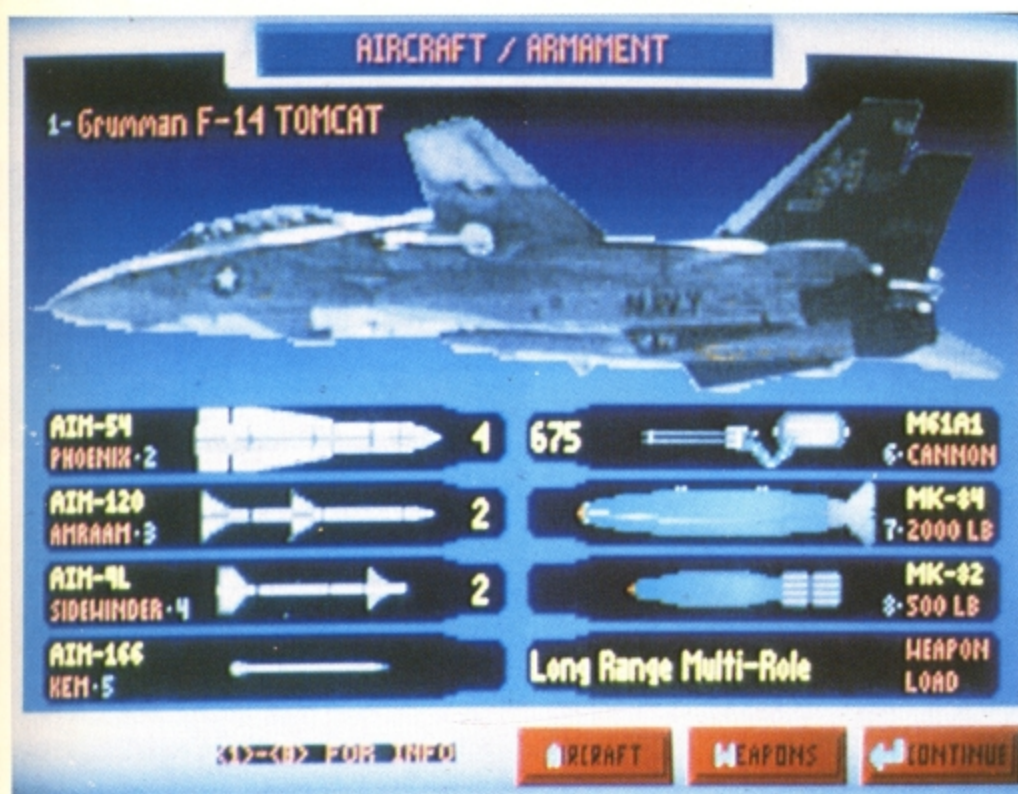 AIRCRAFT / ARMAMENT
1- Grumman F-14 TOMCAT
NAVY
AIM-54
PHOENIX·2
4
AIM-120
AMRAAM·3
2
AIM-9L
SIDEWINDER·4
2
AIM-166
KEM·5
675
M61A1
6·CANNON
MK-84
7·2000 LB
MK-82
8·500 LB
Long Range Multi-Role
WEAPON
LOAD
<1>-<8> FOR INFO
AIRCRAFT
WEAPONS
CONTINUE